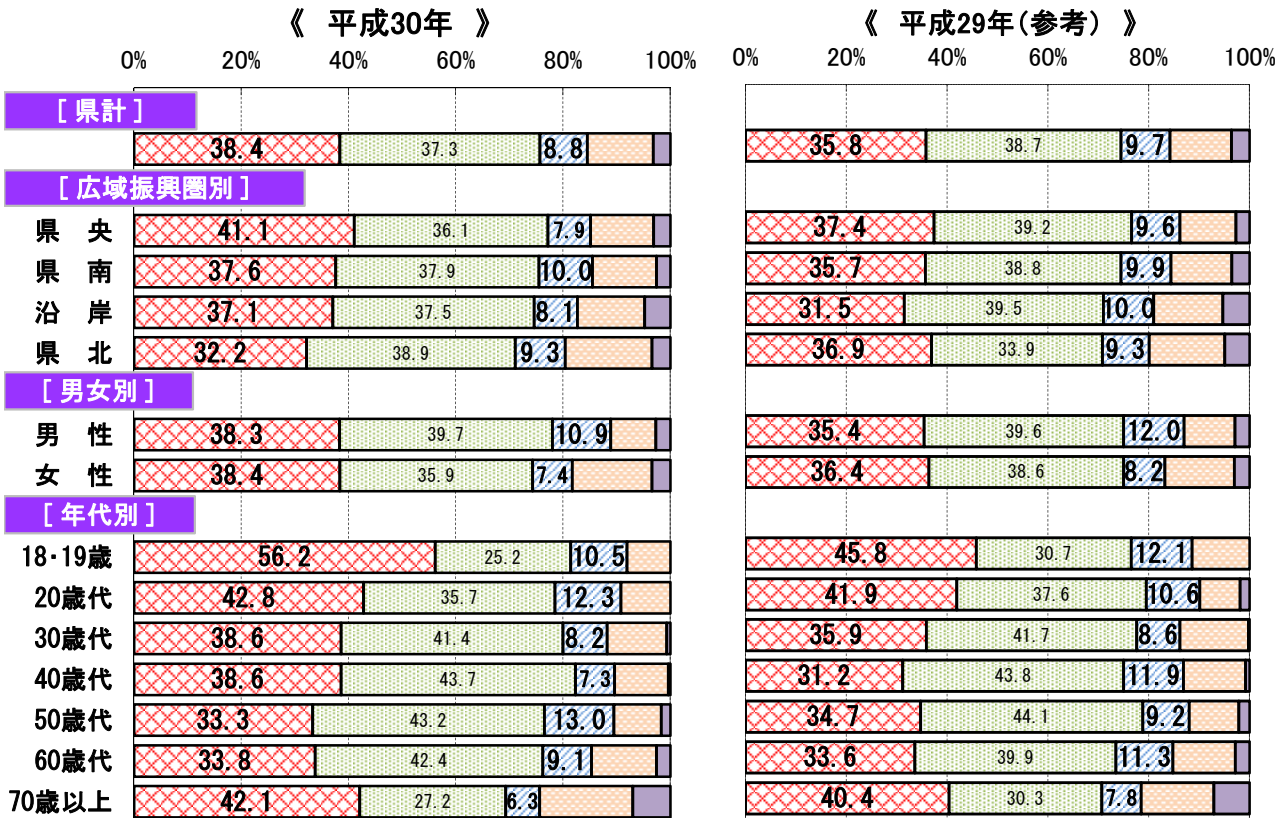 《 平成30年 》
《 平成29年(参考) 》
0% 20% 40% 60% 80% 100%
0% 20% 40% 60% 80% 100%
[ 県計 ]
38.4 37.3 8.8
35.8 38.7 9.7
[ 広域振興圏別 ]
県 央 41.1 36.1 7.9
37.4 39.2 9.6
県 南 37.6 37.9 10.0
35.7 38.8 9.9
沿 岸 37.1 37.5 8.1
31.5 39.5 10.0
県 北 32.2 38.9 9.3
36.9 33.9 9.3
[ 男女別 ]
男 性 38.3 39.7 10.9
35.4 39.6 12.0
女 性 38.4 35.9 7.4
36.4 38.6 8.2
[ 年代別 ]
18・19歳 56.2 25.2 10.5
45.8 30.7 12.1
20歳代 42.8 35.7 12.3
41.9 37.6 10.6
30歳代 38.6 41.4 8.2
35.9 41.7 8.6
40歳代 38.6 43.7 7.3
31.2 43.8 11.9
50歳代 33.3 43.2 13.0
34.7 44.1 9.2
60歳代 33.8 42.4 9.1
33.6 39.9 11.3
70歳以上 42.1 27.2 6.3
40.4 30.3 7.8